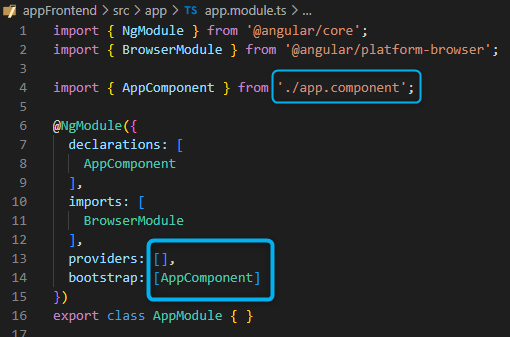 appFrontend > src > app > TS app.module.ts > ...
1 import { NgModule } from '@angular/core';
2 import { BrowserModule } from '@angular/platform-browser';
3
4 import { AppComponent } from './app.component';
5
6 @NgModule({
7   declarations: [
8     AppComponent
9   ],
10   imports: [
11     BrowserModule
12   ],
13   providers: [],
14   bootstrap: [AppComponent]
15 })
16 export class AppModule { }